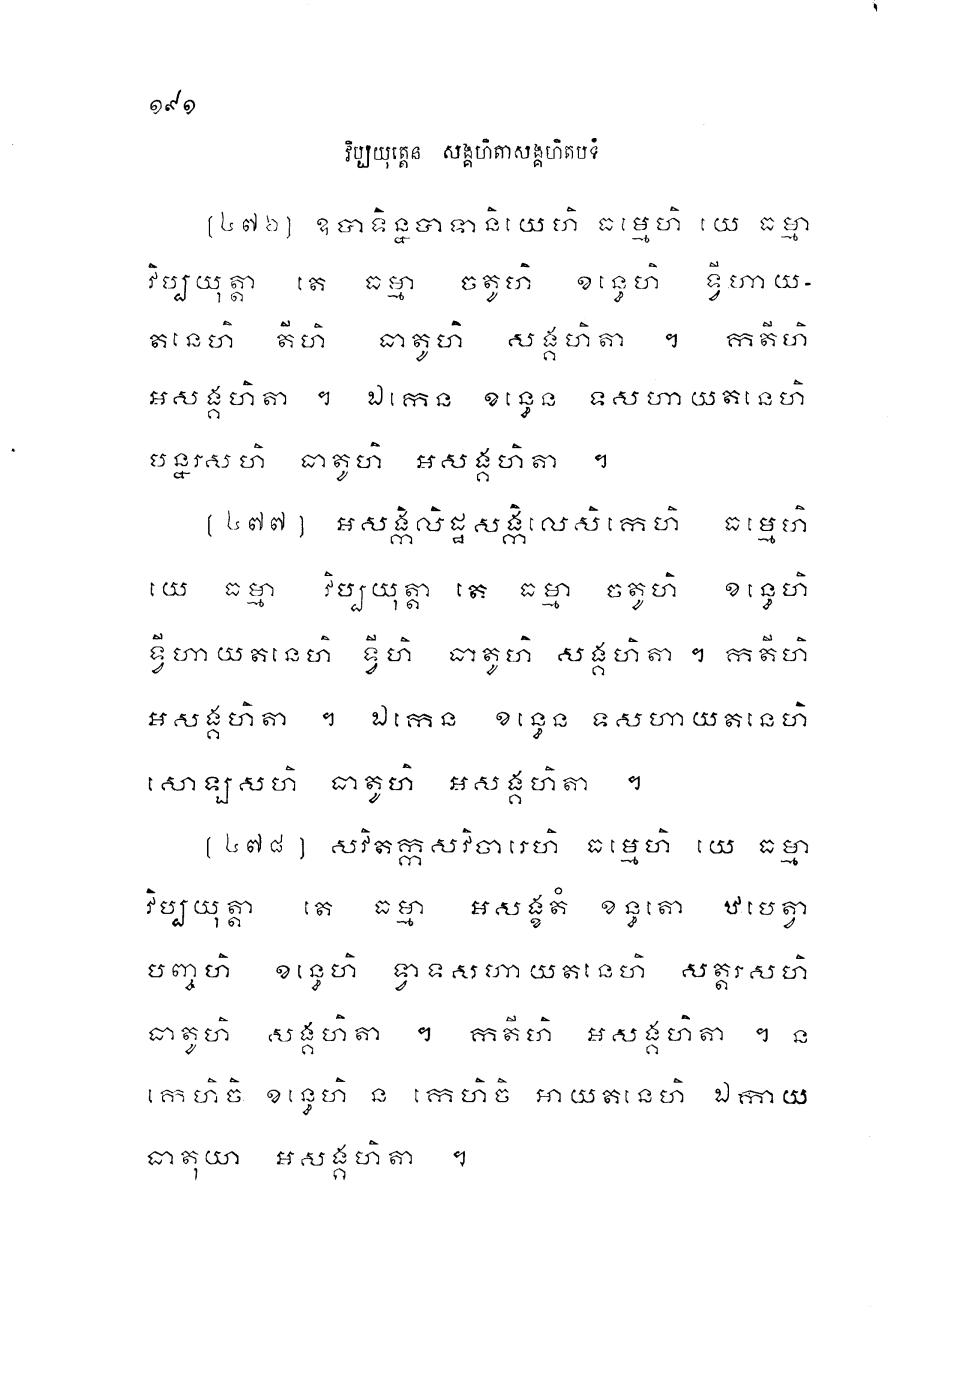 ១៩១
វិប្បយុត្តេន សង្គហិតាសង្គហិតបទំ
[៤៧៦] ឧបាទិន្នុបាទានិយេហិ ធម្មេហិ យេ ធម្មា
វិប្បយុត្តា តេ ធម្មា ចតូហិ ខន្ធេហិ ទ្វីហាយ-
តនេហិ តីហិ ធាតូហិ សង្គហិតា ។ កតីហិ
អសង្គហិតា ។ ឯកេន ខន្ធេន ទសហាយតនេហិ
បន្នរសហិ ធាតូហិ អសង្គហិតា ។
[៤៧៧] អសង្កិលិដ្ឋសង្កិលេសិកេហិ ធម្មេហិ
យេ ធម្មា វិប្បយុត្តា តេ ធម្មា ចតូហិ ខន្ធេហិ
ទ្វីហាយតនេហិ ទ្វីហិ ធាតូហិ សង្គហិតា ។ កតីហិ
អសង្គហិតា ។ ឯកេន ខន្ធេន ទសហាយតនេហិ
សោឡសហិ ធាតូហិ អសង្គហិតា ។
[៤៧៨] សវិតក្កសវិចារេហិ ធម្មេហិ យេ ធម្មា
វិប្បយុត្តា តេ ធម្មា អសង្ខតំ ខន្ធតោ ឋបេត្វា
បញ្ចហិ ខន្ធេហិ ទ្វាទសហាយតនេហិ សត្តរសហិ
ធាតូហិ សង្គហិតា ។ កតីហិ អសង្គហិតា ។ ន
កេហិចិ ខន្ធេហិ ន កេហិចិ អាយតនេហិ ឯកាយ
ធាតុយា អសង្គហិតា ។